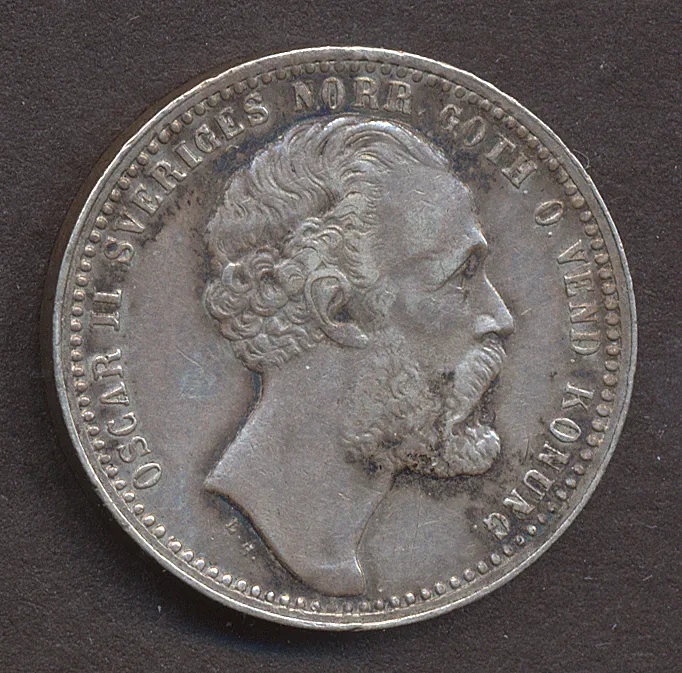 OSCAR II SVERIGES NORR. GOTH. O. VEND. KONUNG.